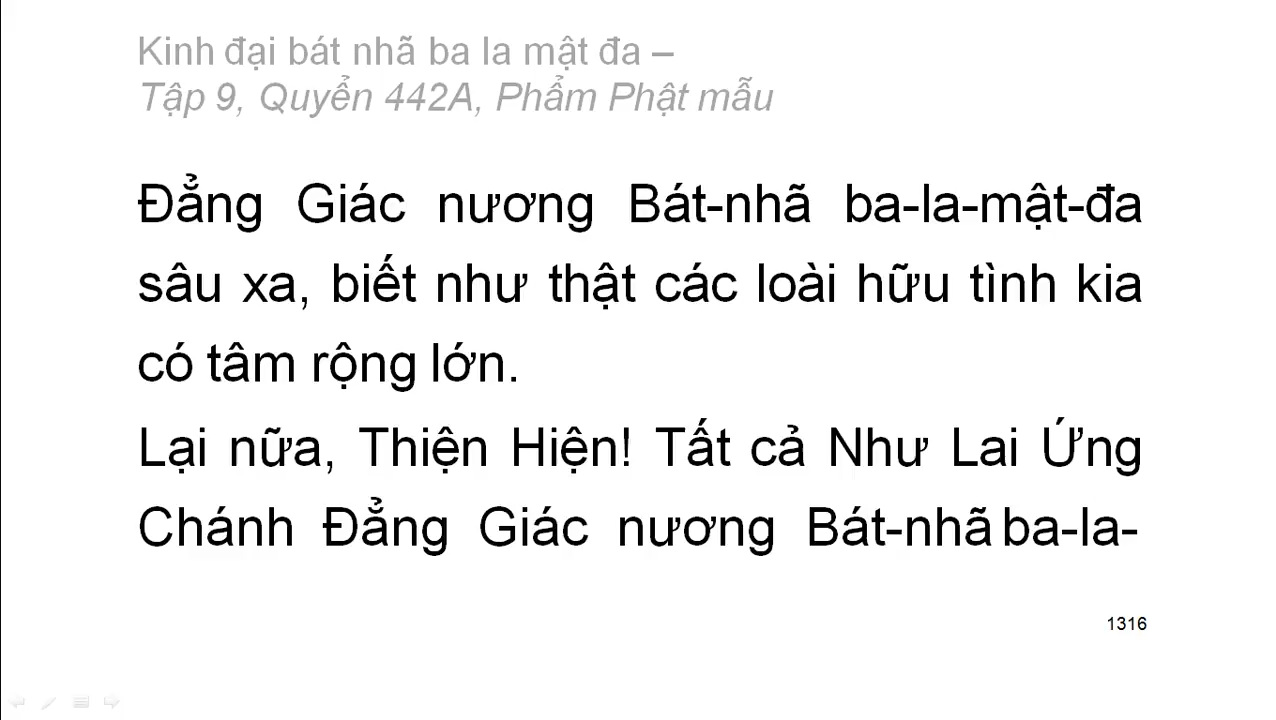 Kinh đại bát nhã ba la mật đa –
Tập 9, Quyển 442A, Phẩm Phật mẫu
Đẳng Giác nương Bát-nhã ba-la-mật-đa
sâu xa, biết như thật các loài hữu tình kia
có tâm rộng lớn.
Lại nữa, Thiện Hiện! Tất cả Như Lai Ứng
Chánh Đẳng Giác nương Bát-nhã ba-la-
1316